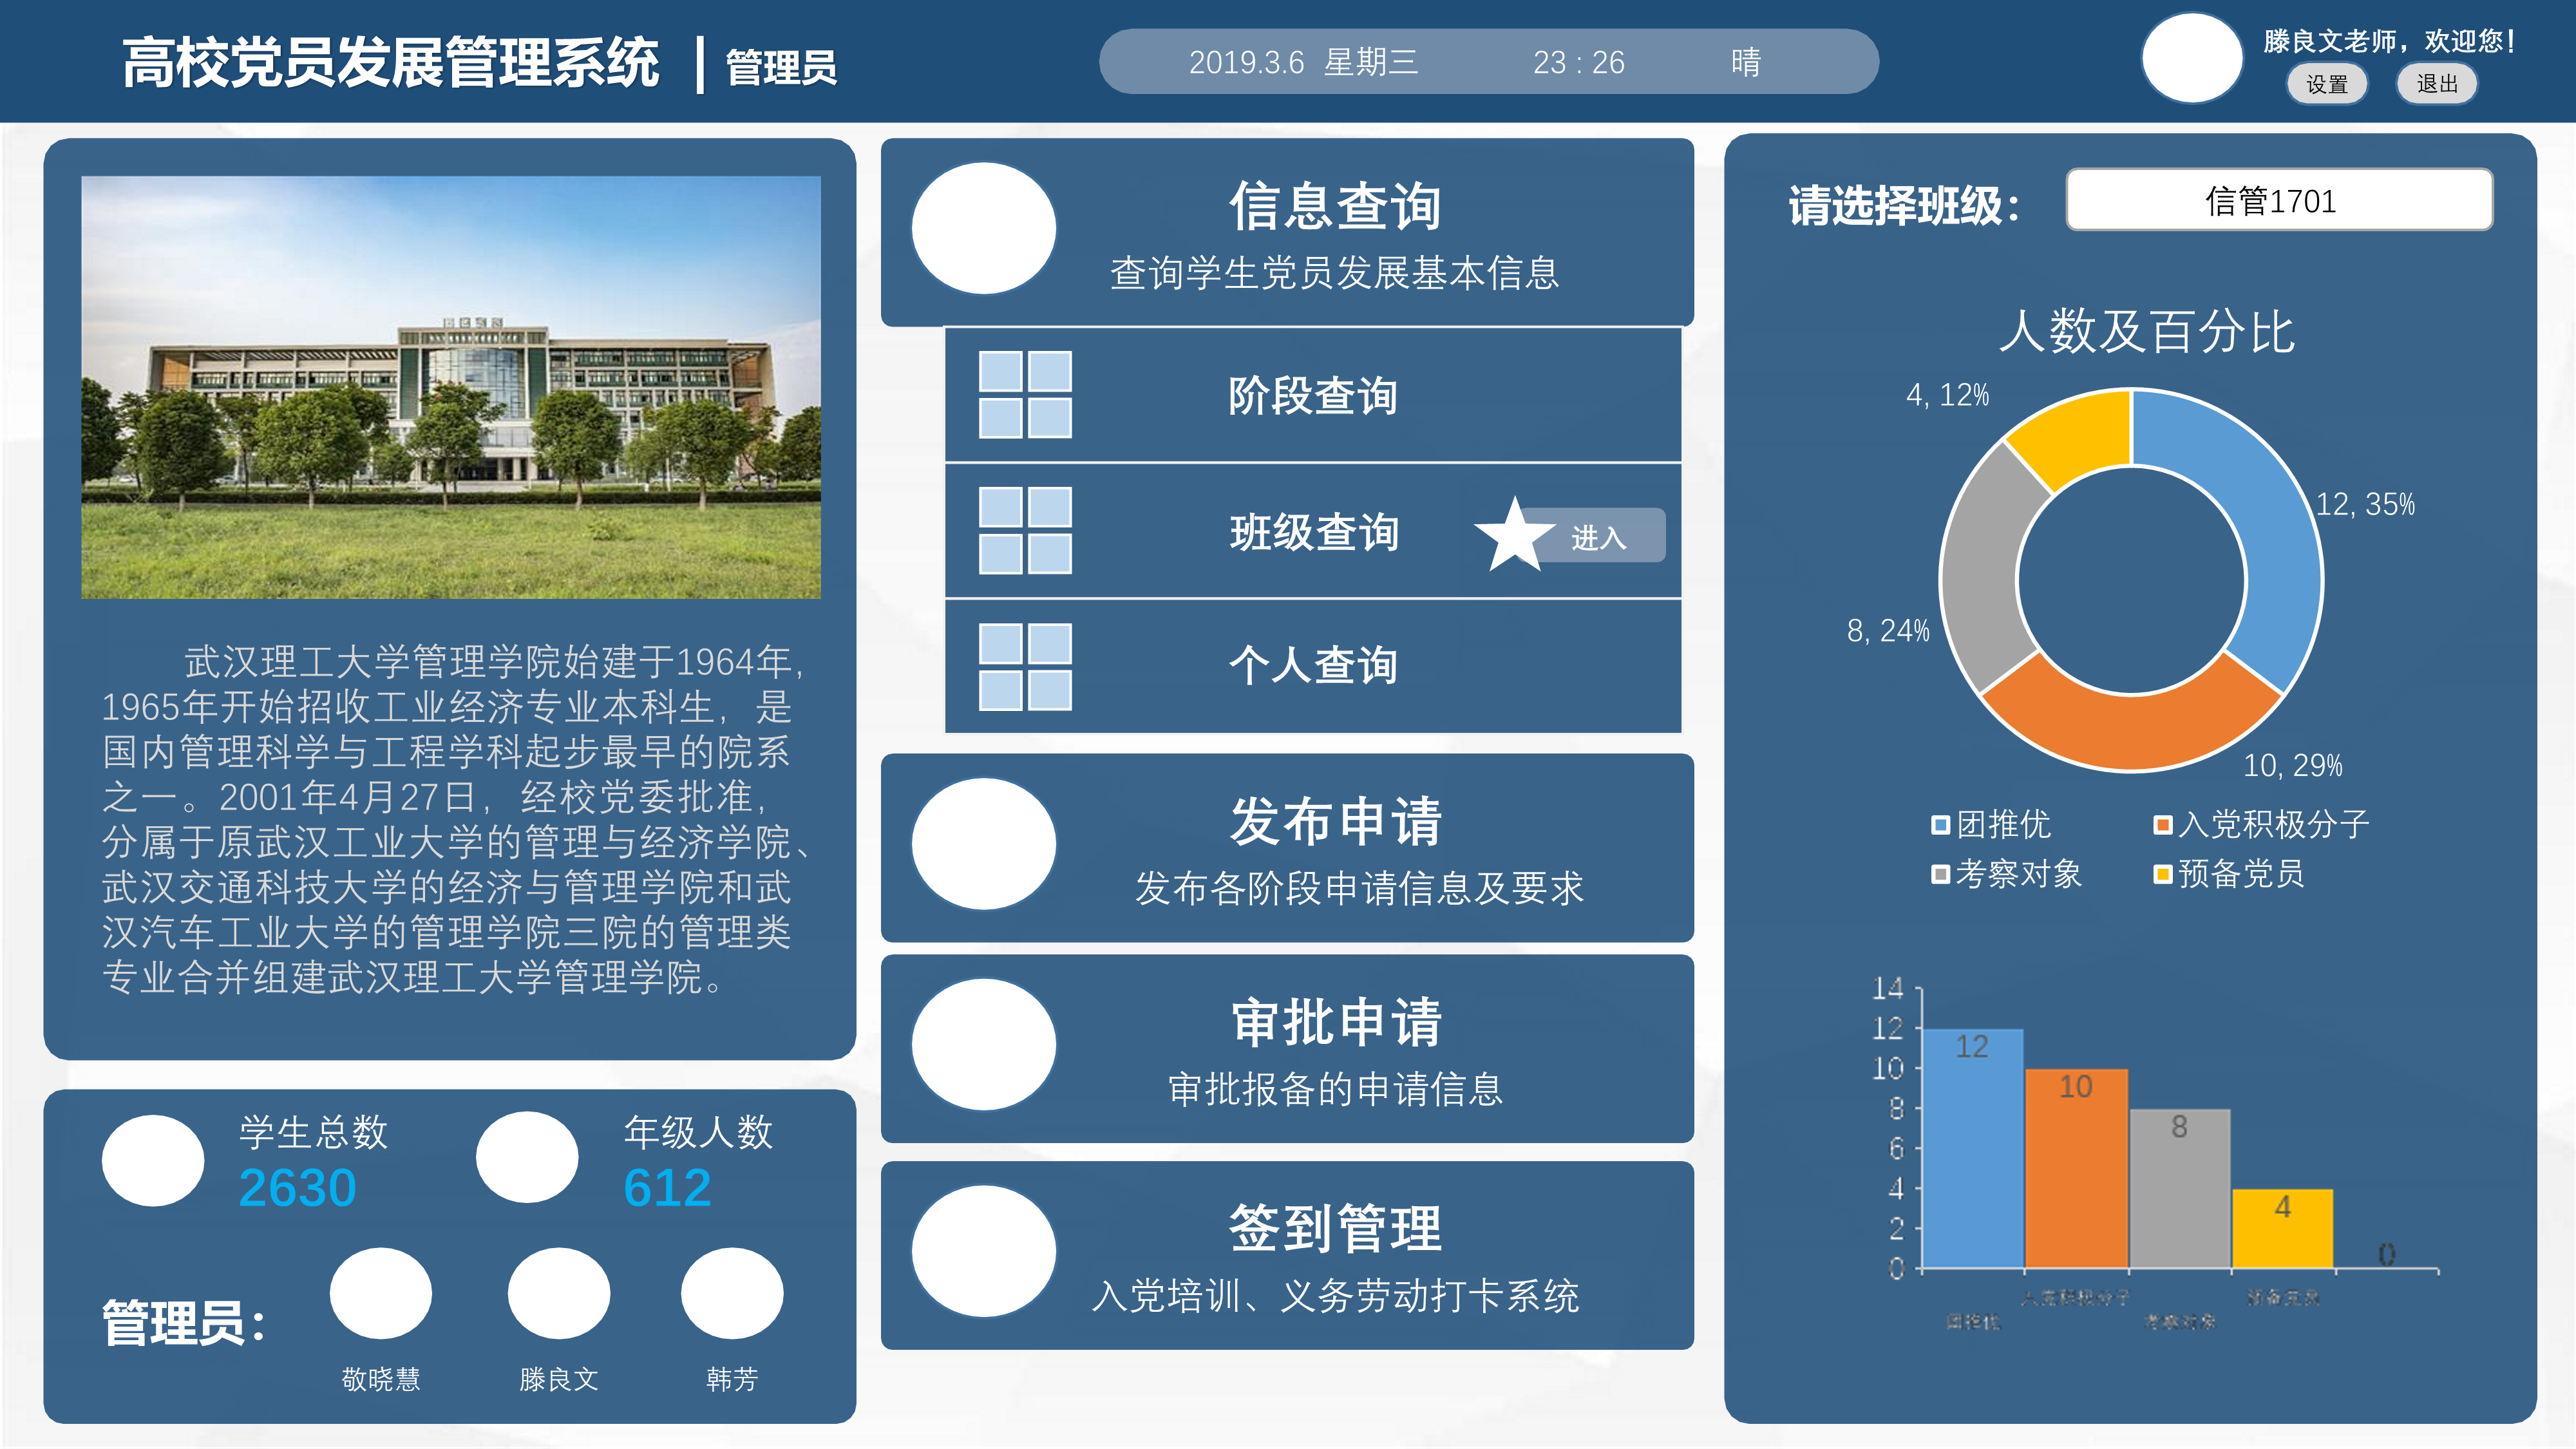 高校党员发展管理系统 | 管理员
2019.3.6 星期三 23 : 26 晴
滕良文老师，欢迎您！
设置 退出
武汉理工大学管理学院始建于1964年，
1965年开始招收工业经济专业本科生，是
国内管理科学与工程学科起步最早的院系
之一。2001年4月27日，经校党委批准，
分属于原武汉工业大学的管理与经济学院、
武汉交通科技大学的经济与管理学院和武
汉汽车工业大学的管理学院三院的管理类
专业合并组建武汉理工大学管理学院。
学生总数 年级人数
2630 612
管理员：
敬晓慧 滕良文 韩芳
信息查询
查询学生党员发展基本信息
阶段查询
班级查询 进入
个人查询
发布申请
发布各阶段申请信息及要求
审批申请
审批报备的申请信息
签到管理
入党培训、义务劳动打卡系统
请选择班级： 信管1701
人数及百分比
4, 12%
12, 35%
8, 24%
10, 29%
团推优 入党积极分子
考察对象 预备党员
14
12
10
8
6
4
2
0
12
10
8
4
0
入党积极分子 预备党员
团推优 考察对象